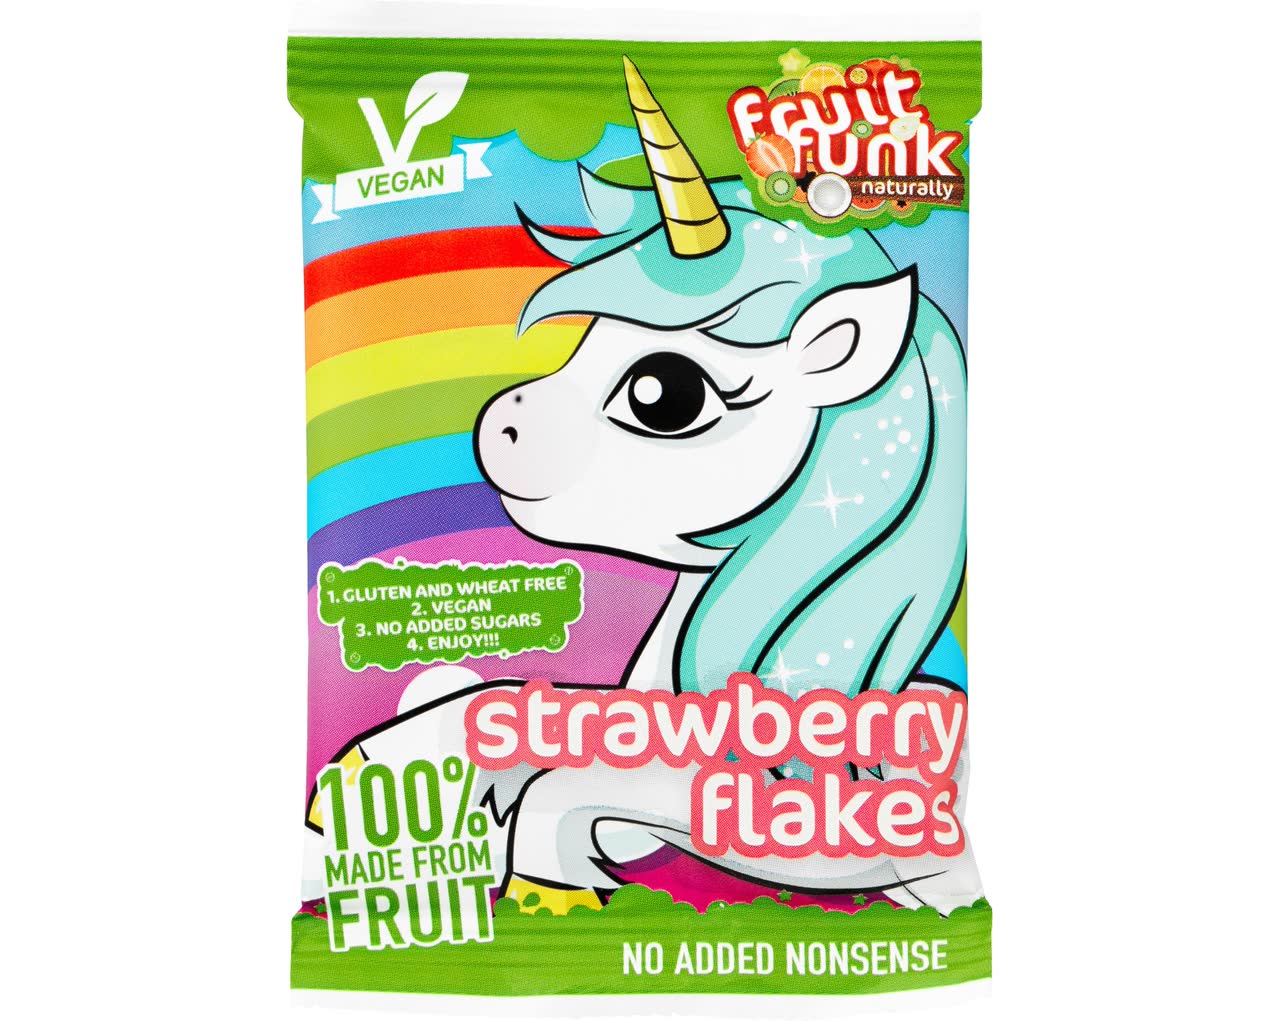 VEGAN
fruit
funk
naturally
1. GLUTEN AND WHEAT FREE
2. VEGAN
3. NO ADDED SUGARS
4. ENJOY!!!
strawberry
flakes
100%
MADE FROM
FRUIT
NO ADDED NONSENSE